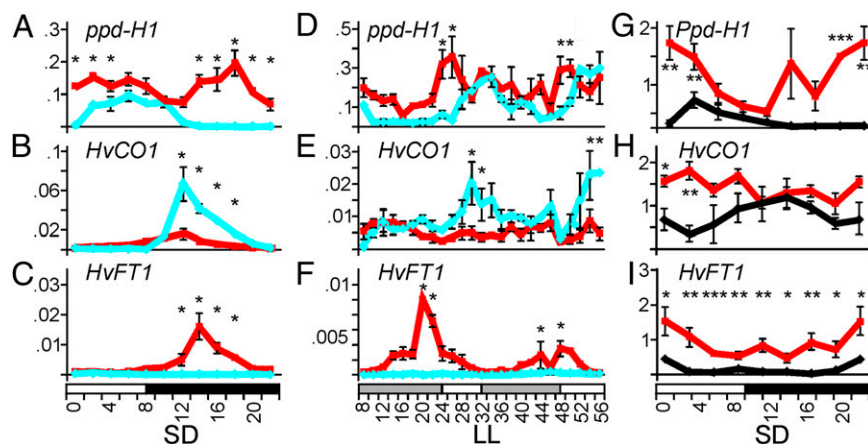 A ppd-H1 D ppd-H1 G Ppd-H1
.3 .2 .1
* * * * * * * *
.5 .3 .1
* * **
2 1
** ** *** **
B HvCO1 E HvCO1 H HvCO1
.1 0.06 0.02
* * * *
.03 .02 .01
* * **
2 1
* **
C HvFT1 F HvFT1 I HvFT1
.03 .02 .01
* * * *
.01 .005
* * * *
2 1
* ** *** ** ** * ** * *
0 4 8 12 16 20 8 12 16 20 24 28 32 36 40 44 48 52 56 0 4 8 12 16 20
SD LL SD